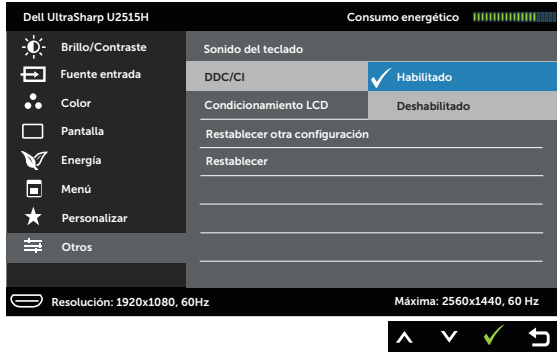 Dell UltraSharp U2515H Consumo energético
Brillo/Contraste Sonido del teclado
Fuente entrada DDC/CI Habilitado
Color Condicionamiento LCD Deshabilitado
Pantalla Restablecer otra configuración
Energía Restablecer
Menú
Personalizar
Otros
Resolución: 1920x1080, 60Hz Máxima: 2560x1440, 60 Hz